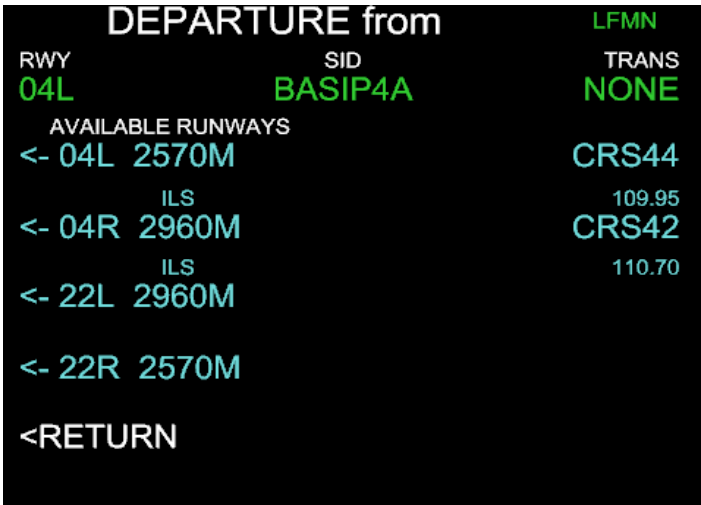 DEPARTURE from LFMN
RWY SID TRANS
04L BASIP4A NONE
AVAILABLE RUNWAYS
<- 04L 2570M CRS44
ILS 109.95
<- 04R 2960M CRS42
ILS 110.70
<- 22L 2960M
<- 22R 2570M
<RETURN